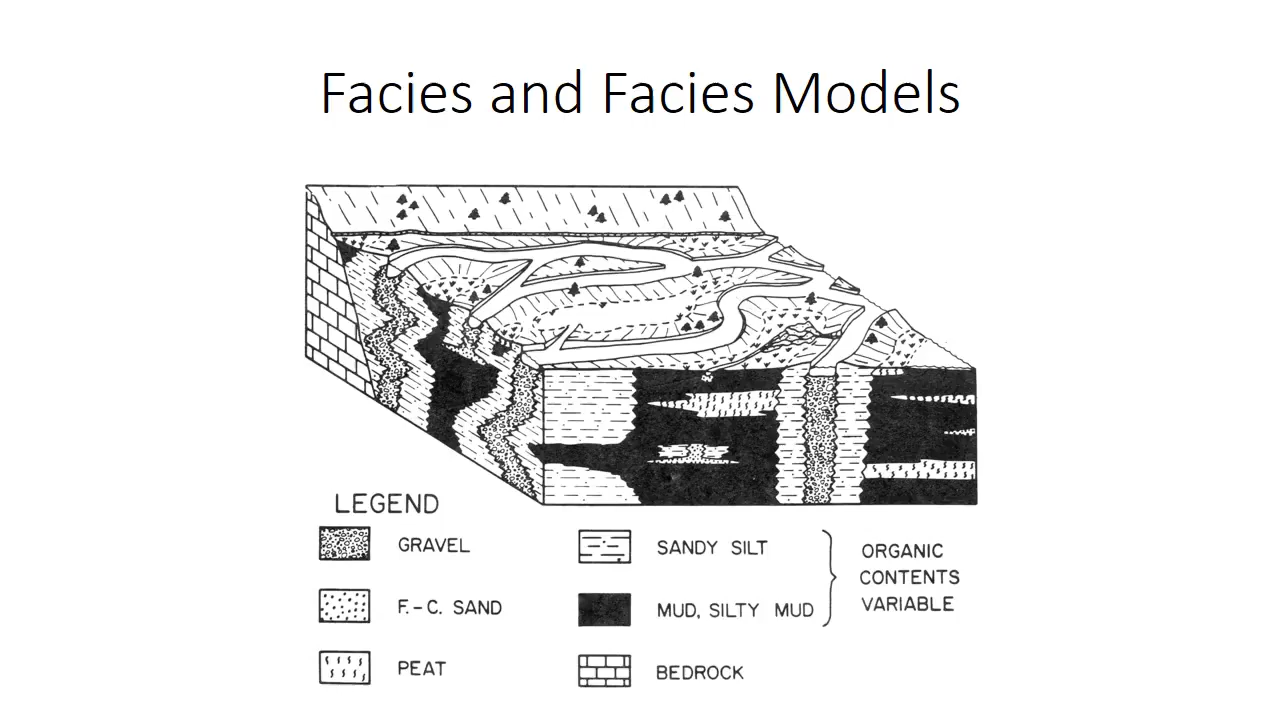 Facies and Facies Models
LEGEND
GRAVEL
F.-C. SAND
PEAT
SANDY SILT
MUD, SILTY MUD
BEDROCK
ORGANIC
CONTENTS
VARIABLE